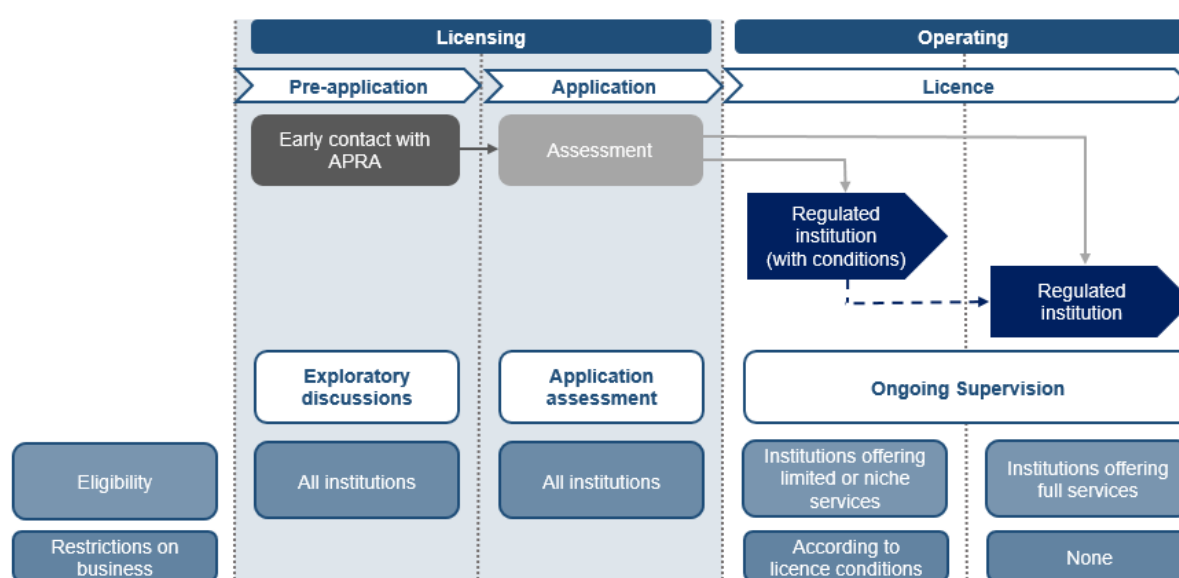 Licensing
Operating
Pre-application
Application
Licence
Early contact with
APRA
Assessment
Regulated
institution
(with conditions)
Regulated
institution
Exploratory
discussions
Application
assessment
Ongoing Supervision
Eligibility
All institutions
All institutions
Institutions offering
limited or niche
services
Institutions offering
full services
Restrictions on
business
According to
licence conditions
None